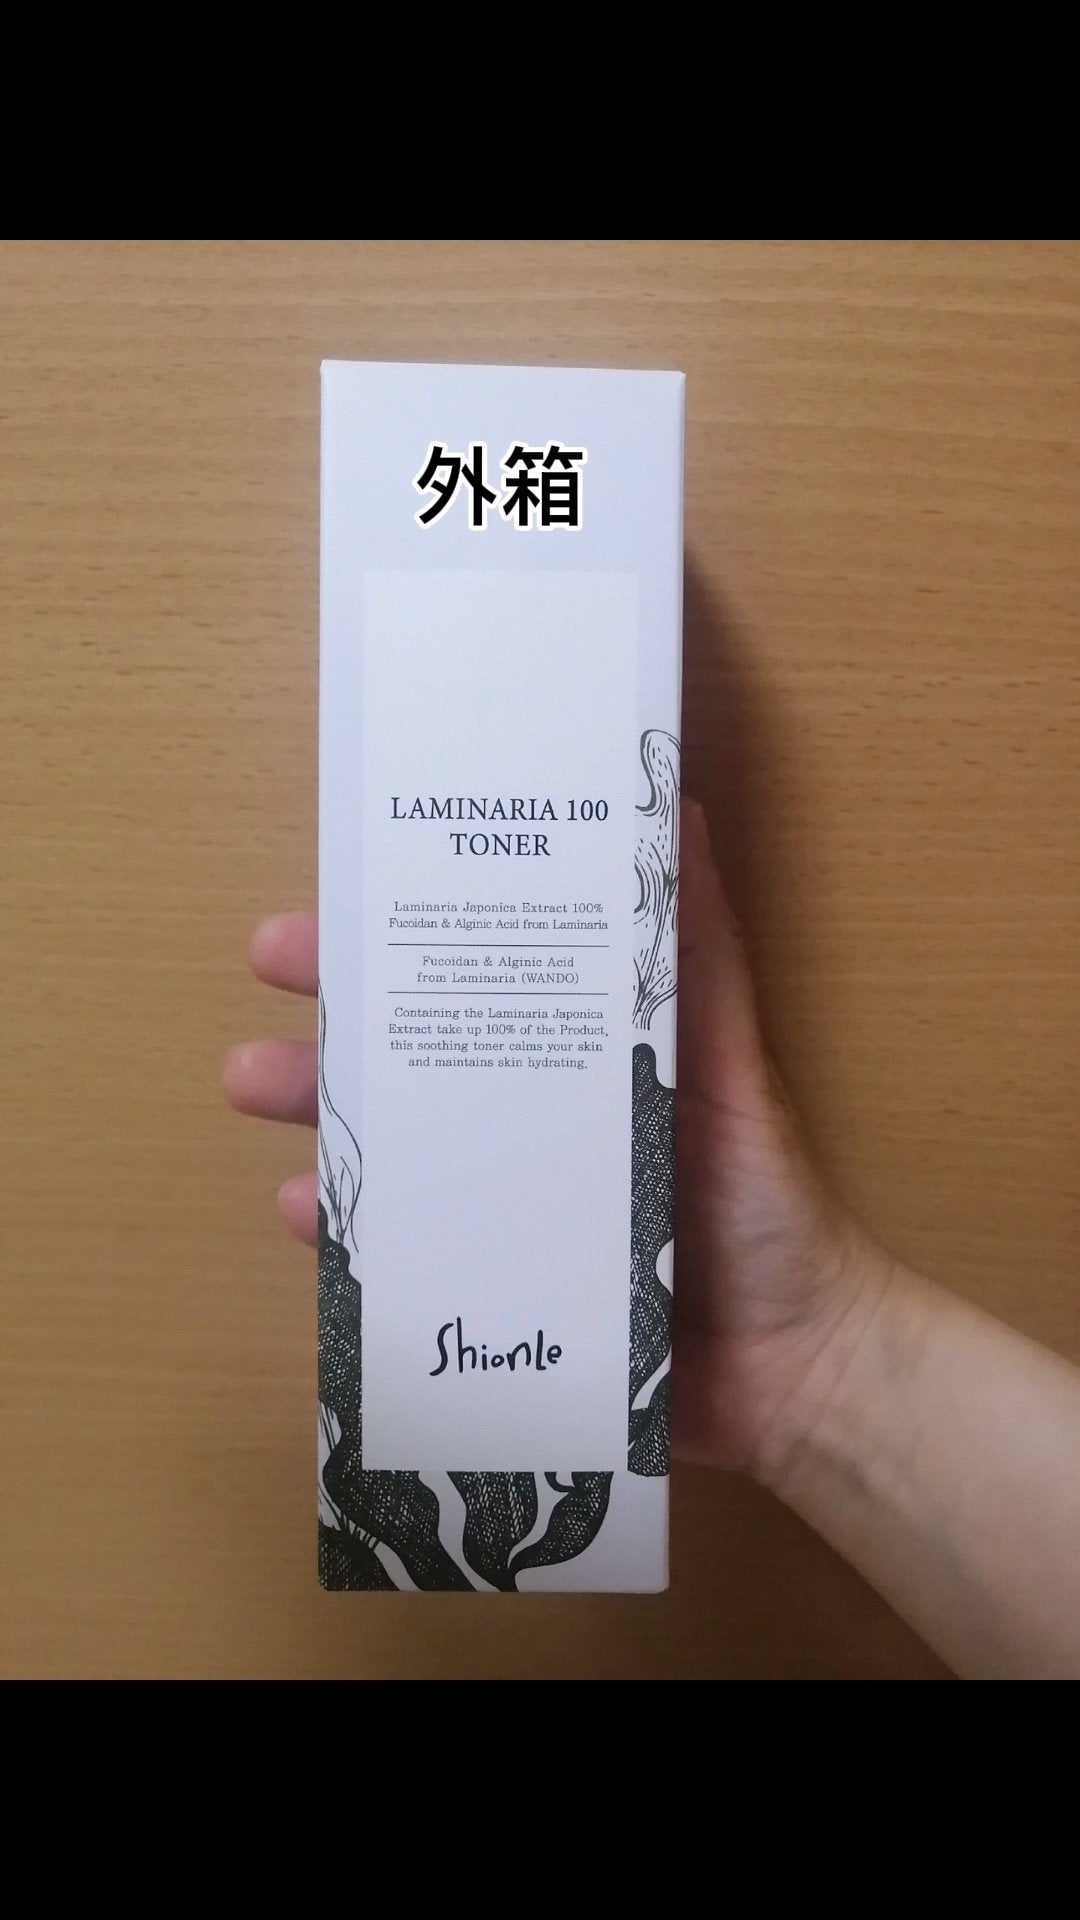 外箱
LAMINARIA 100
TONER
Laminaria Japonica Extract 100%
Fucoidan & Alginic Acid from Laminaria
Fucoidan & Alginic Acid
from Laminaria (WANDO)
Containing the Laminaria Japonica
Extract take up 100% of the Product,
this soothing toner calms your skin
and maintains skin hydrating.
Shionle